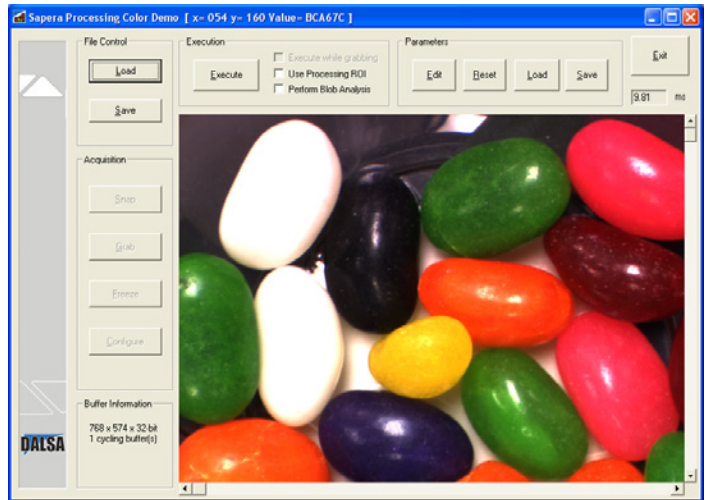 Sapera Processing Color Demo [ x= 054 y= 160 Value= BCA67C ]
File Control
Load
Save
Execution
Execute
Execute while grabbing
Use Processing ROI
Perform Blob Analysis
Parameters
Edit
Reset
Load
Save
Exit
9.81 ms
Acquisition
Snap
Grab
Freeze
Configure
Buffer Information
768 x 574 x 32-bit
1 cycling buffer(s)
DALSA